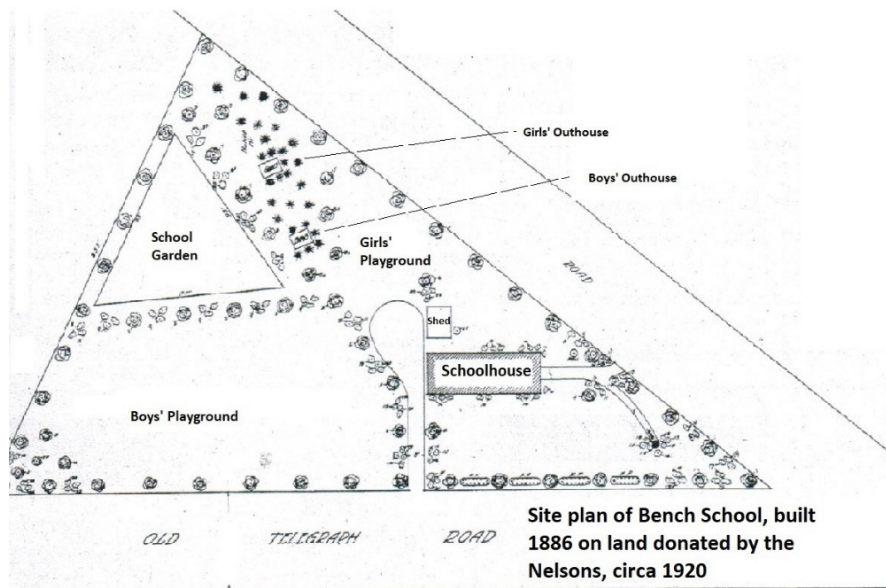 Girls' Outhouse
Boys' Outhouse
School
Garden
Girls'
Playground
ROAD
Shed
Schoolhouse
Boys' Playground
OLD TELEGRAPH ROAD
Site plan of Bench School, built
1886 on land donated by the
Nelsons, circa 1920